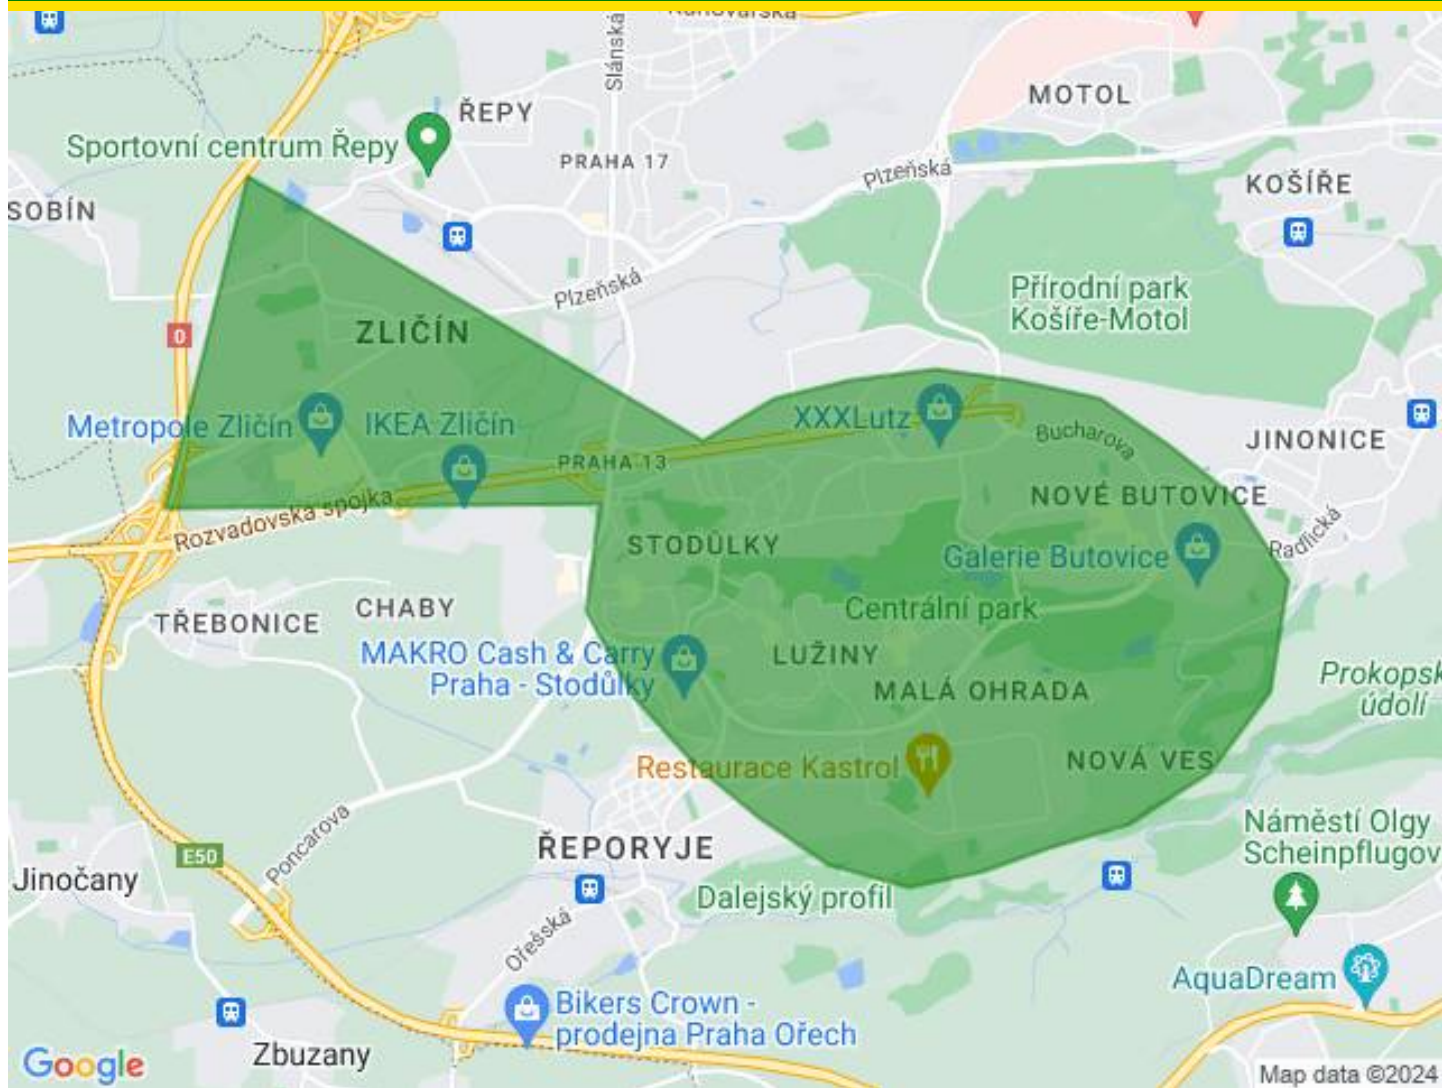 Slánská
MOTOL
ŘEPY
Sportovní centrum Řepy
PRAHA 17
Plzeňská
KOŠÍŘE
SOBÍN
Plzeňská
Přírodní park
Košíře-Motol
ZLIČÍN
0
Metropole Zličín
IKEA Zličín
XXXLutz
Bucharova
JINONICE
PRAHA 13
NOVÉ BUTOVICE
Rozvadovská spojka
STODŮLKY
Galerie Butovice
Radlická
CHABY
Centrální park
TŘEBONICE
MAKRO Cash & Carry
Praha - Stodůlky
LUŽINY
MALÁ OHRADA
Prokopsk
údolí
Restaurace Kastrol
NOVÁ VES
Poncarova
Náměstí Olgy
Scheinpflugov
ŘEPORYJE
E50
Jinočany
Dalejský profil
Ořešská
AquaDream
Bikers Crown -
prodejna Praha Ořech
Zbuzany
Google
Map data ©2024